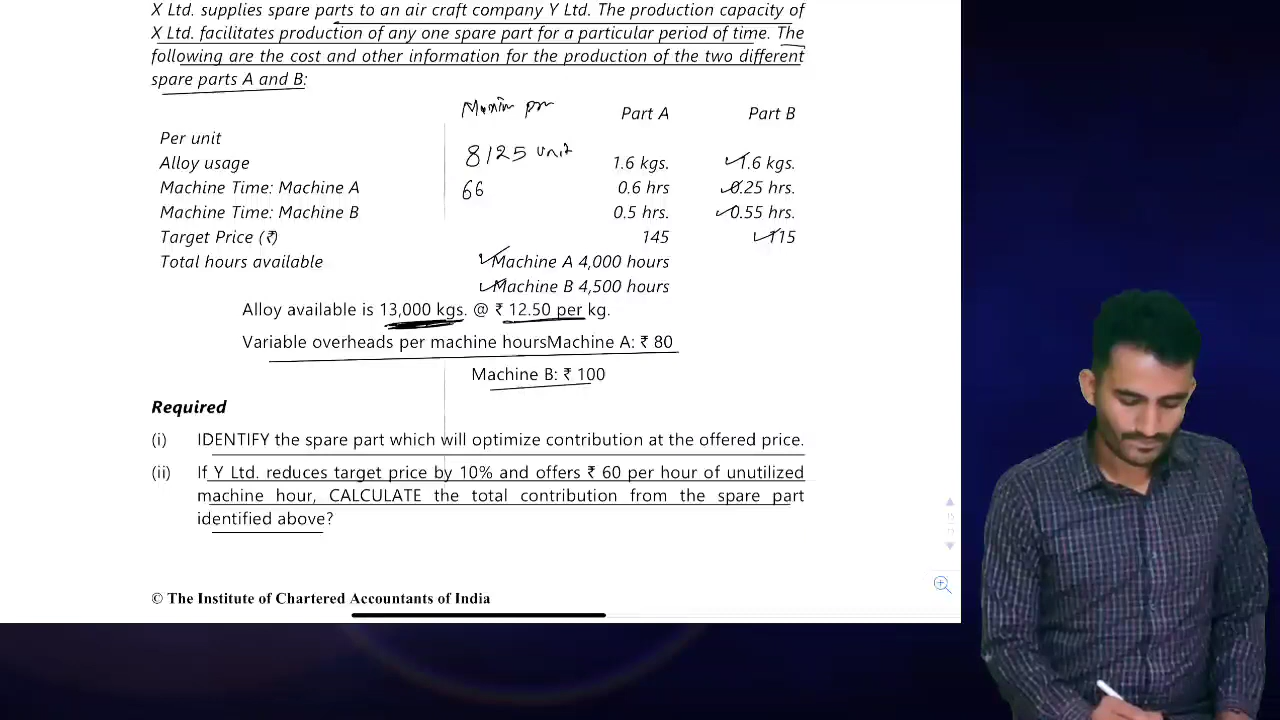 X Ltd. supplies spare parts to an air craft company Y Ltd. The production capacity of
X Ltd. facilitates production of any one spare part for a particular period of time. The
following are the cost and other information for the production of the two different
spare parts A and B:
Part A Part B
Per unit
8125 unit
Alloy usage 1.6 kgs. 1.6 kgs.
Machine Time: Machine A 66 0.6 hrs 0.25 hrs.
Machine Time: Machine B 0.5 hrs. 0.55 hrs.
Target Price (₹) 145 115
Total hours available Machine A 4,000 hours
Machine B 4,500 hours
Alloy available is 13,000 kgs. @ ₹ 12.50 per kg.
Variable overheads per machine hoursMachine A: ₹ 80
Machine B: ₹ 100
Required
(i) IDENTIFY the spare part which will optimize contribution at the offered price.
(ii) If Y Ltd. reduces target price by 10% and offers ₹ 60 per hour of unutilized
machine hour, CALCULATE the total contribution from the spare part
identified above?
© The Institute of Chartered Accountants of India